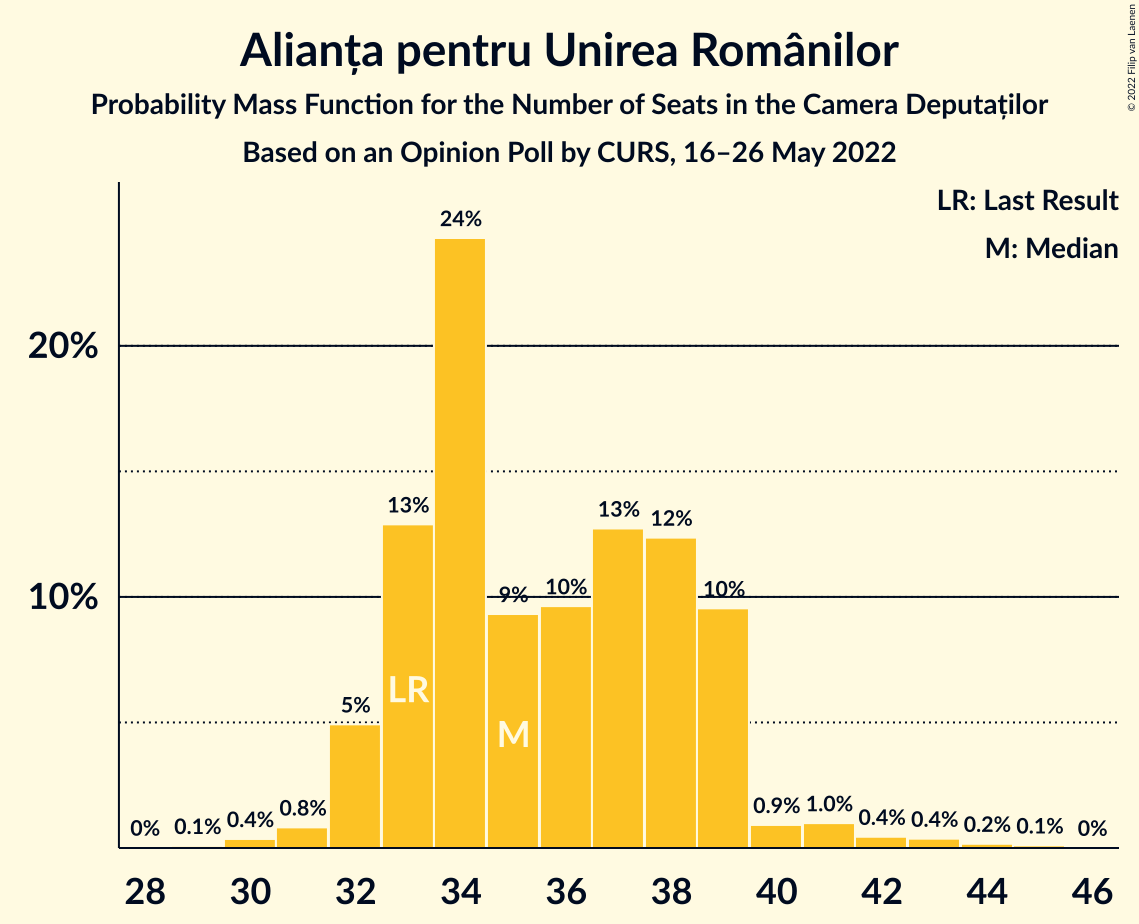 Alianța pentru Unirea Românilor
Probability Mass Function for the Number of Seats in the Camera Deputaților
Based on an Opinion Poll by CURS, 16–26 May 2022
© 2022 Filip van Laenen
LR: Last Result
M: Median
24%
20%
13%
13%
12%
10%
9%
10%
10%
LR
M
5%
0%
0.1%
0.4%
0.8%
0.9%
1.0%
0.4%
0.4%
0.2%
0.1%
0%
28 30 32 34 36 38 40 42 44 46